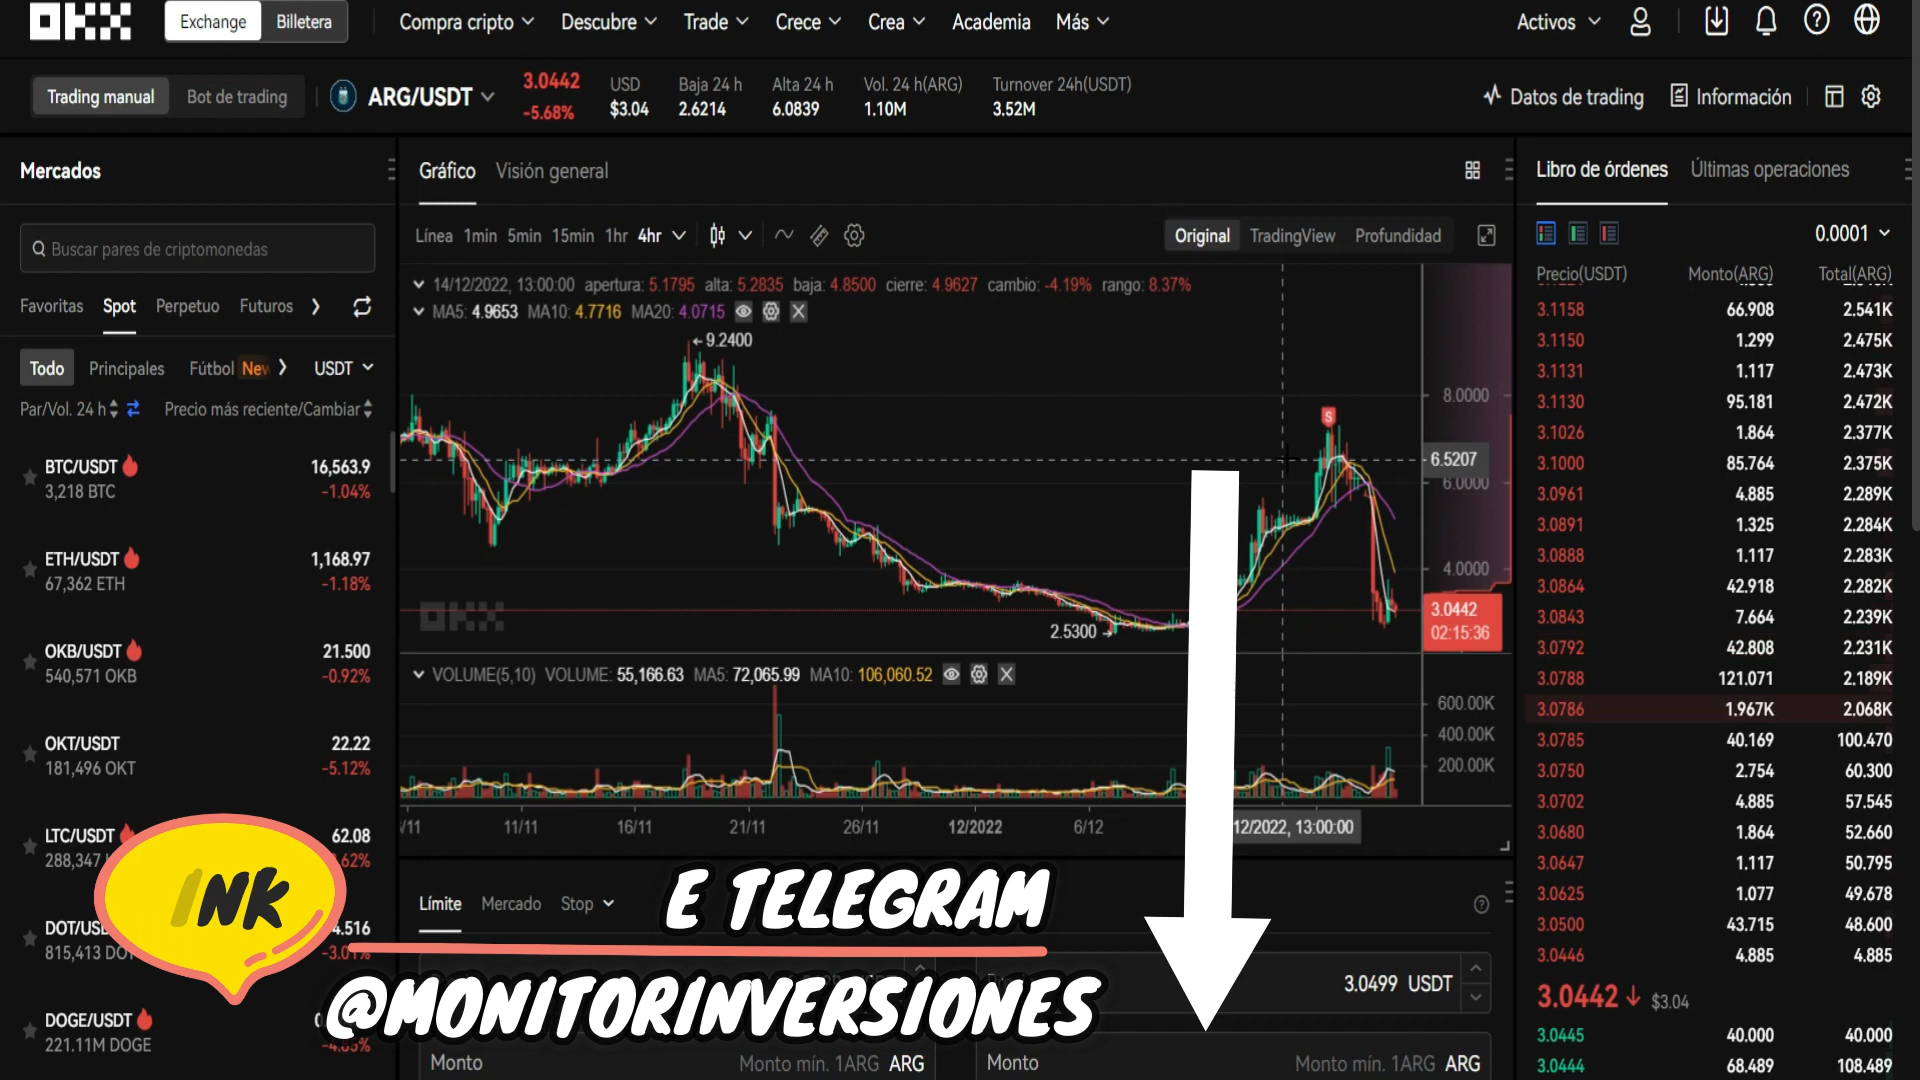 OKX
Exchange Billetera Compra cripto Descubre Trade Crece Crea Academia Más Activos
Trading manual Bot de trading ARG/USDT 3.0442 -5.68% USD $3.04 Baja 24 h 2.6214 Alta 24 h 6.0839 Vol. 24 h(ARG) 1.10M Turnover 24h(USDT) 3.52M Datos de trading Información
Mercados
Buscar pares de criptomonedas
Favoritas Spot Perpetuo Futuros
Todo Principales Fútbol New USDT
Par/Vol. 24 h Precio más reciente/Cambiar
BTC/USDT 16,563.9
3,218 BTC -1.04%
ETH/USDT 1,168.97
67,362 ETH -1.18%
OKB/USDT 21.500
540,571 OKB -0.92%
OKT/USDT 22.22
181,496 OKT -5.12%
LTC/USDT 62.08
288,347
DOGE/USDT
221.11M DOGE
Gráfico Visión general
Línea 1min 5min 15min 1hr 4hr Original TradingView Profundidad
14/12/2022, 13:00:00 apertura: 5.1795 alta: 5.2835 baja: 4.8500 cierre: 4.9627 cambio: -4.19% rango: 8.37%
MA5: 4.9653 MA10: 4.7716 MA20: 4.0715
9.2400
8.0000
6.5207
6.0000
4.0000
3.0442
02:15:36
2.5300
OKX
VOLUME(5,10) VOLUME: 55,166.63 MA5: 72,065.99 MA10: 106,060.52
600.00K
400.00K
200.00K
/11 11/11 16/11 21/11 26/11 12/2022 6/12 12/2022, 13:00:00
Límite Mercado Stop
3.0499 USDT
Monto Monto mín. 1ARG ARG
Monto Monto mín. 1ARG ARG
Libro de órdenes Últimas operaciones
0.0001
Precio(USDT) Monto(ARG) Total(ARG)
3.1158 66.908 2.541K
3.1150 1.299 2.475K
3.1131 1.117 2.473K
3.1130 95.181 2.472K
3.1026 1.864 2.377K
3.1000 85.764 2.375K
3.0961 4.885 2.289K
3.0891 1.325 2.284K
3.0888 1.117 2.283K
3.0864 42.918 2.282K
3.0843 7.664 2.239K
3.0792 42.808 2.231K
3.0788 121.071 2.189K
3.0786 1.967K 2.068K
3.0785 40.169 100.470
3.0750 2.754 60.300
3.0702 4.885 57.545
3.0680 1.864 52.660
3.0647 1.117 50.795
3.0625 1.077 49.678
3.0500 43.715 48.600
3.0446 4.885 4.885
3.0442 $3.04
3.0445 40.000 40.000
3.0444 68.489 108.489
S
INK
E TELEGRAM
@MONITORINVERSIONES